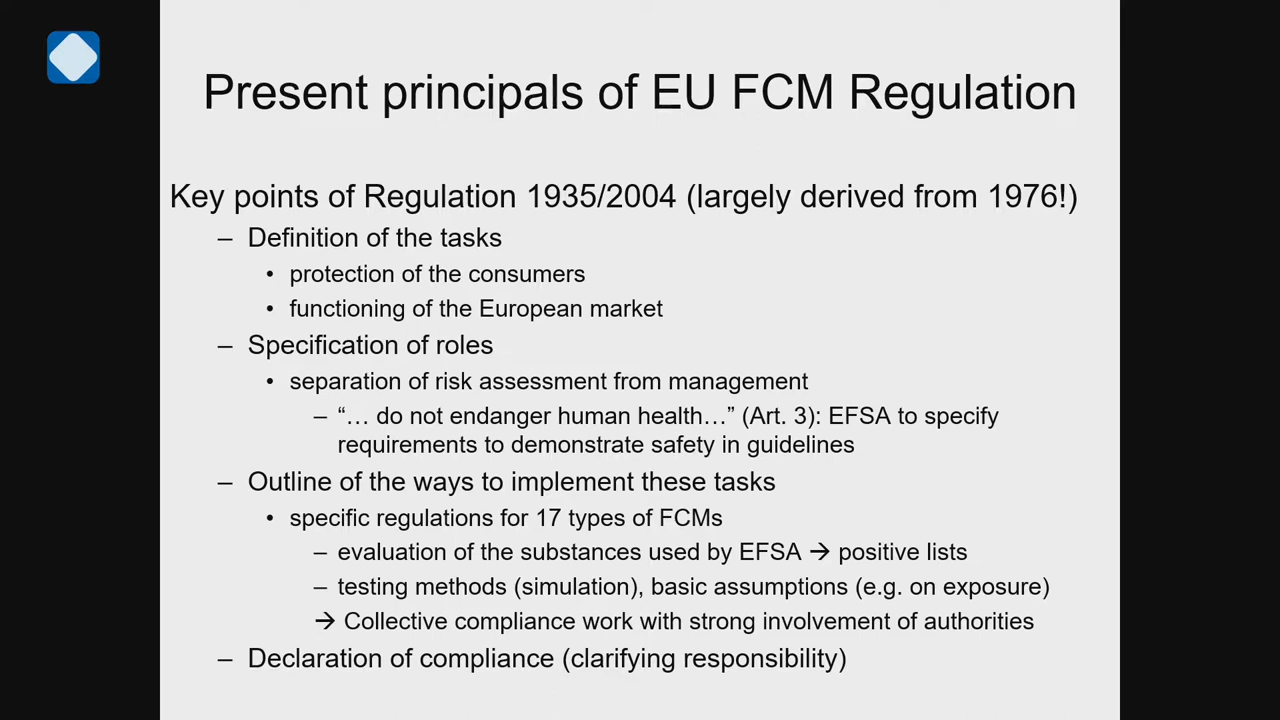 Present principals of EU FCM Regulation
Key points of Regulation 1935/2004 (largely derived from 1976!)
– Definition of the tasks
• protection of the consumers
• functioning of the European market
– Specification of roles
• separation of risk assessment from management
– “… do not endanger human health…” (Art. 3): EFSA to specify
requirements to demonstrate safety in guidelines
– Outline of the ways to implement these tasks
• specific regulations for 17 types of FCMs
– evaluation of the substances used by EFSA → positive lists
– testing methods (simulation), basic assumptions (e.g. on exposure)
→ Collective compliance work with strong involvement of authorities
– Declaration of compliance (clarifying responsibility)